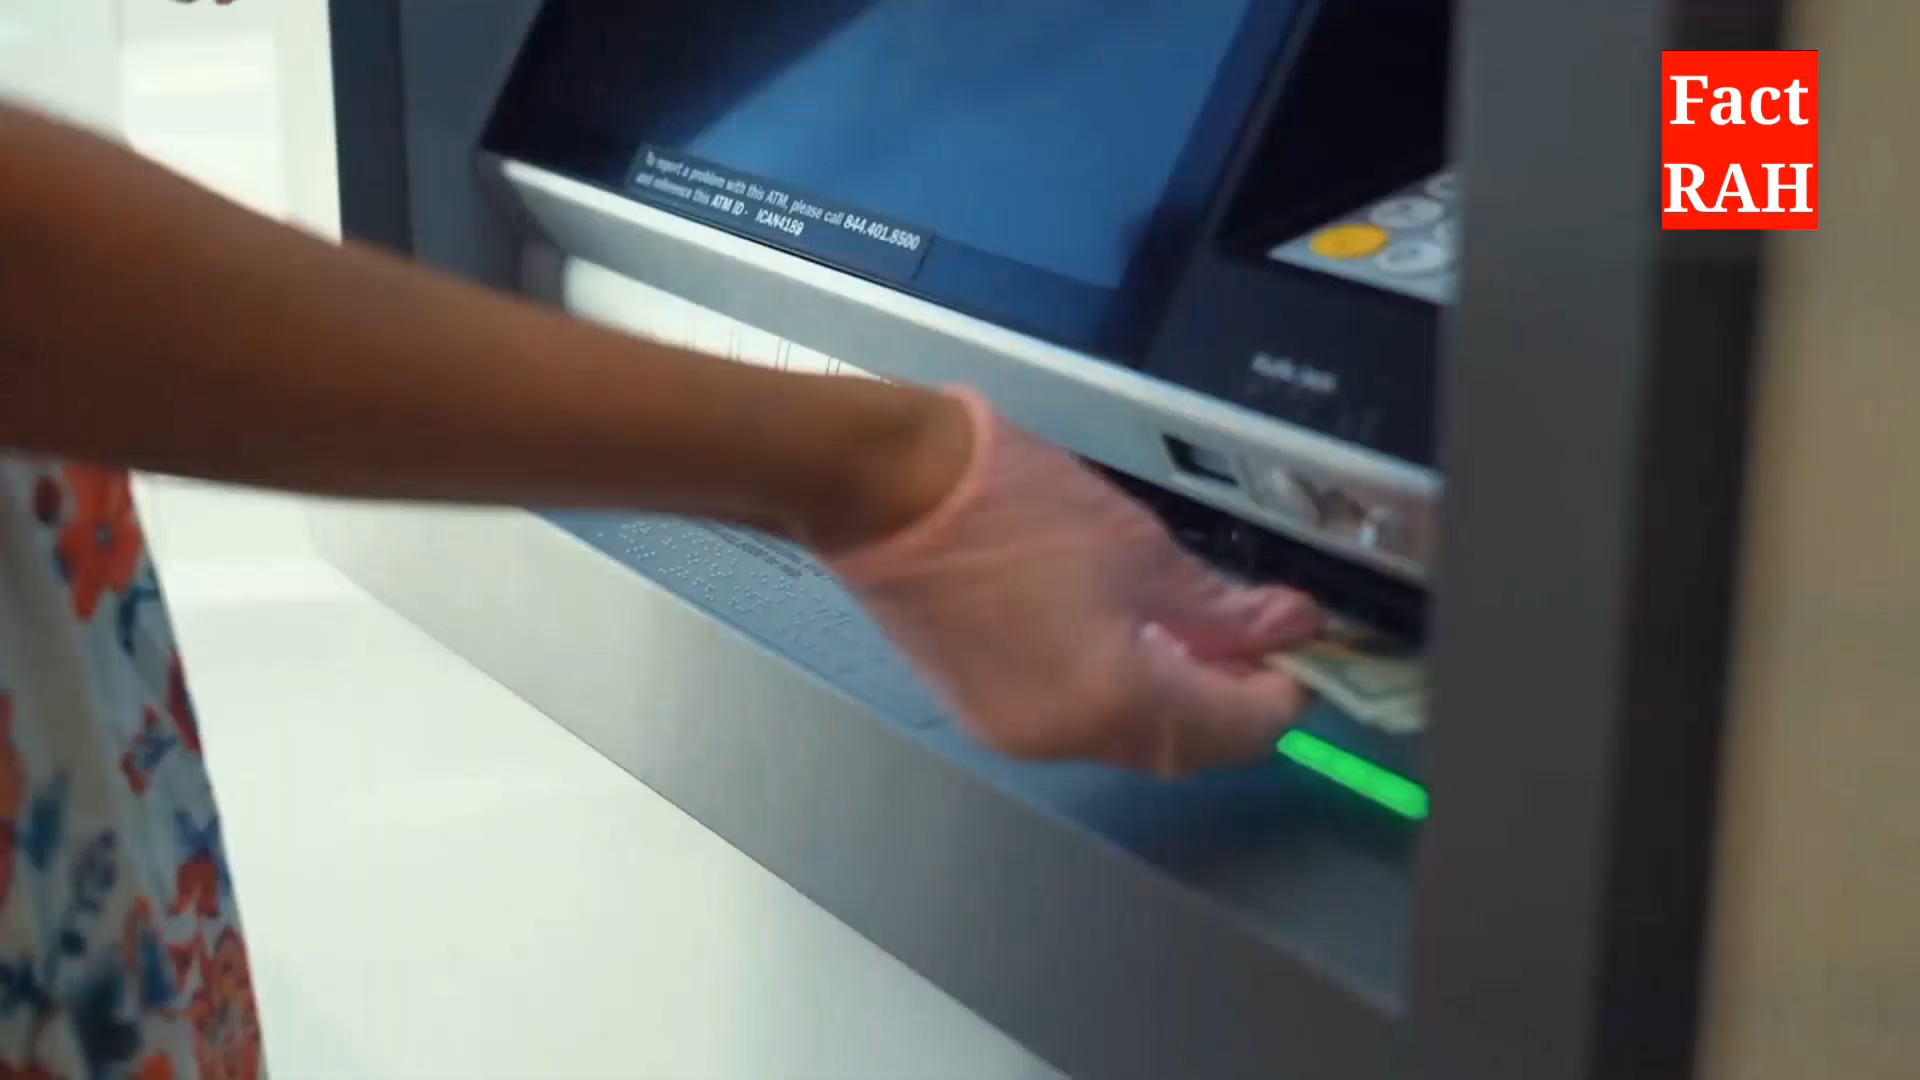 Fact
RAH
To report a problem with this ATM, please call 844.401.8500
and reference this ATM ID - ICAN4189